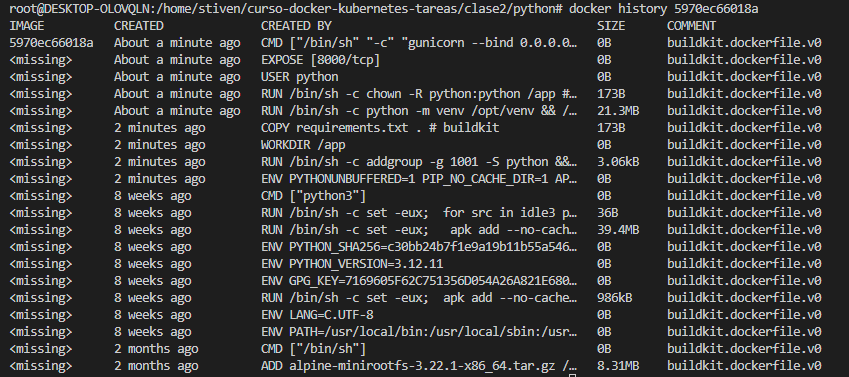 root@DESKTOP-OLOVQLN:/home/stiven/curso-docker-kubernetes-tareas/clase2/python# docker history 5970ec66018a
IMAGE CREATED CREATED BY SIZE COMMENT
5970ec66018a About a minute ago CMD ["/bin/sh" "-c" "gunicorn --bind 0.0.0.0… 0B buildkit.dockerfile.v0
<missing> About a minute ago EXPOSE [8000/tcp] 0B buildkit.dockerfile.v0
<missing> About a minute ago USER python 0B buildkit.dockerfile.v0
<missing> About a minute ago RUN /bin/sh -c chown -R python:python /app #… 173B buildkit.dockerfile.v0
<missing> About a minute ago RUN /bin/sh -c python -m venv /opt/venv && /… 21.3MB buildkit.dockerfile.v0
<missing> 2 minutes ago COPY requirements.txt . # buildkit 173B buildkit.dockerfile.v0
<missing> 2 minutes ago WORKDIR /app 0B buildkit.dockerfile.v0
<missing> 2 minutes ago RUN /bin/sh -c addgroup -g 1001 -S python &&… 3.06kB buildkit.dockerfile.v0
<missing> 2 minutes ago ENV PYTHONUNBUFFERED=1 PIP_NO_CACHE_DIR=1 AP… 0B buildkit.dockerfile.v0
<missing> 8 weeks ago CMD ["python3"] 0B buildkit.dockerfile.v0
<missing> 8 weeks ago RUN /bin/sh -c set -eux; for src in idle3 p… 36B buildkit.dockerfile.v0
<missing> 8 weeks ago RUN /bin/sh -c set -eux; apk add --no-cach… 39.4MB buildkit.dockerfile.v0
<missing> 8 weeks ago ENV PYTHON_SHA256=c30bb24b7f1e9a19b11b55a546… 0B buildkit.dockerfile.v0
<missing> 8 weeks ago ENV PYTHON_VERSION=3.12.11 0B buildkit.dockerfile.v0
<missing> 8 weeks ago ENV GPG_KEY=7169605F62C751356D054A26A821E680… 0B buildkit.dockerfile.v0
<missing> 8 weeks ago RUN /bin/sh -c set -eux; apk add --no-cache… 986kB buildkit.dockerfile.v0
<missing> 8 weeks ago ENV LANG=C.UTF-8 0B buildkit.dockerfile.v0
<missing> 8 weeks ago ENV PATH=/usr/local/bin:/usr/local/sbin:/usr… 0B buildkit.dockerfile.v0
<missing> 2 months ago CMD ["/bin/sh"] 0B buildkit.dockerfile.v0
<missing> 2 months ago ADD alpine-minirootfs-3.22.1-x86_64.tar.gz /… 8.31MB buildkit.dockerfile.v0